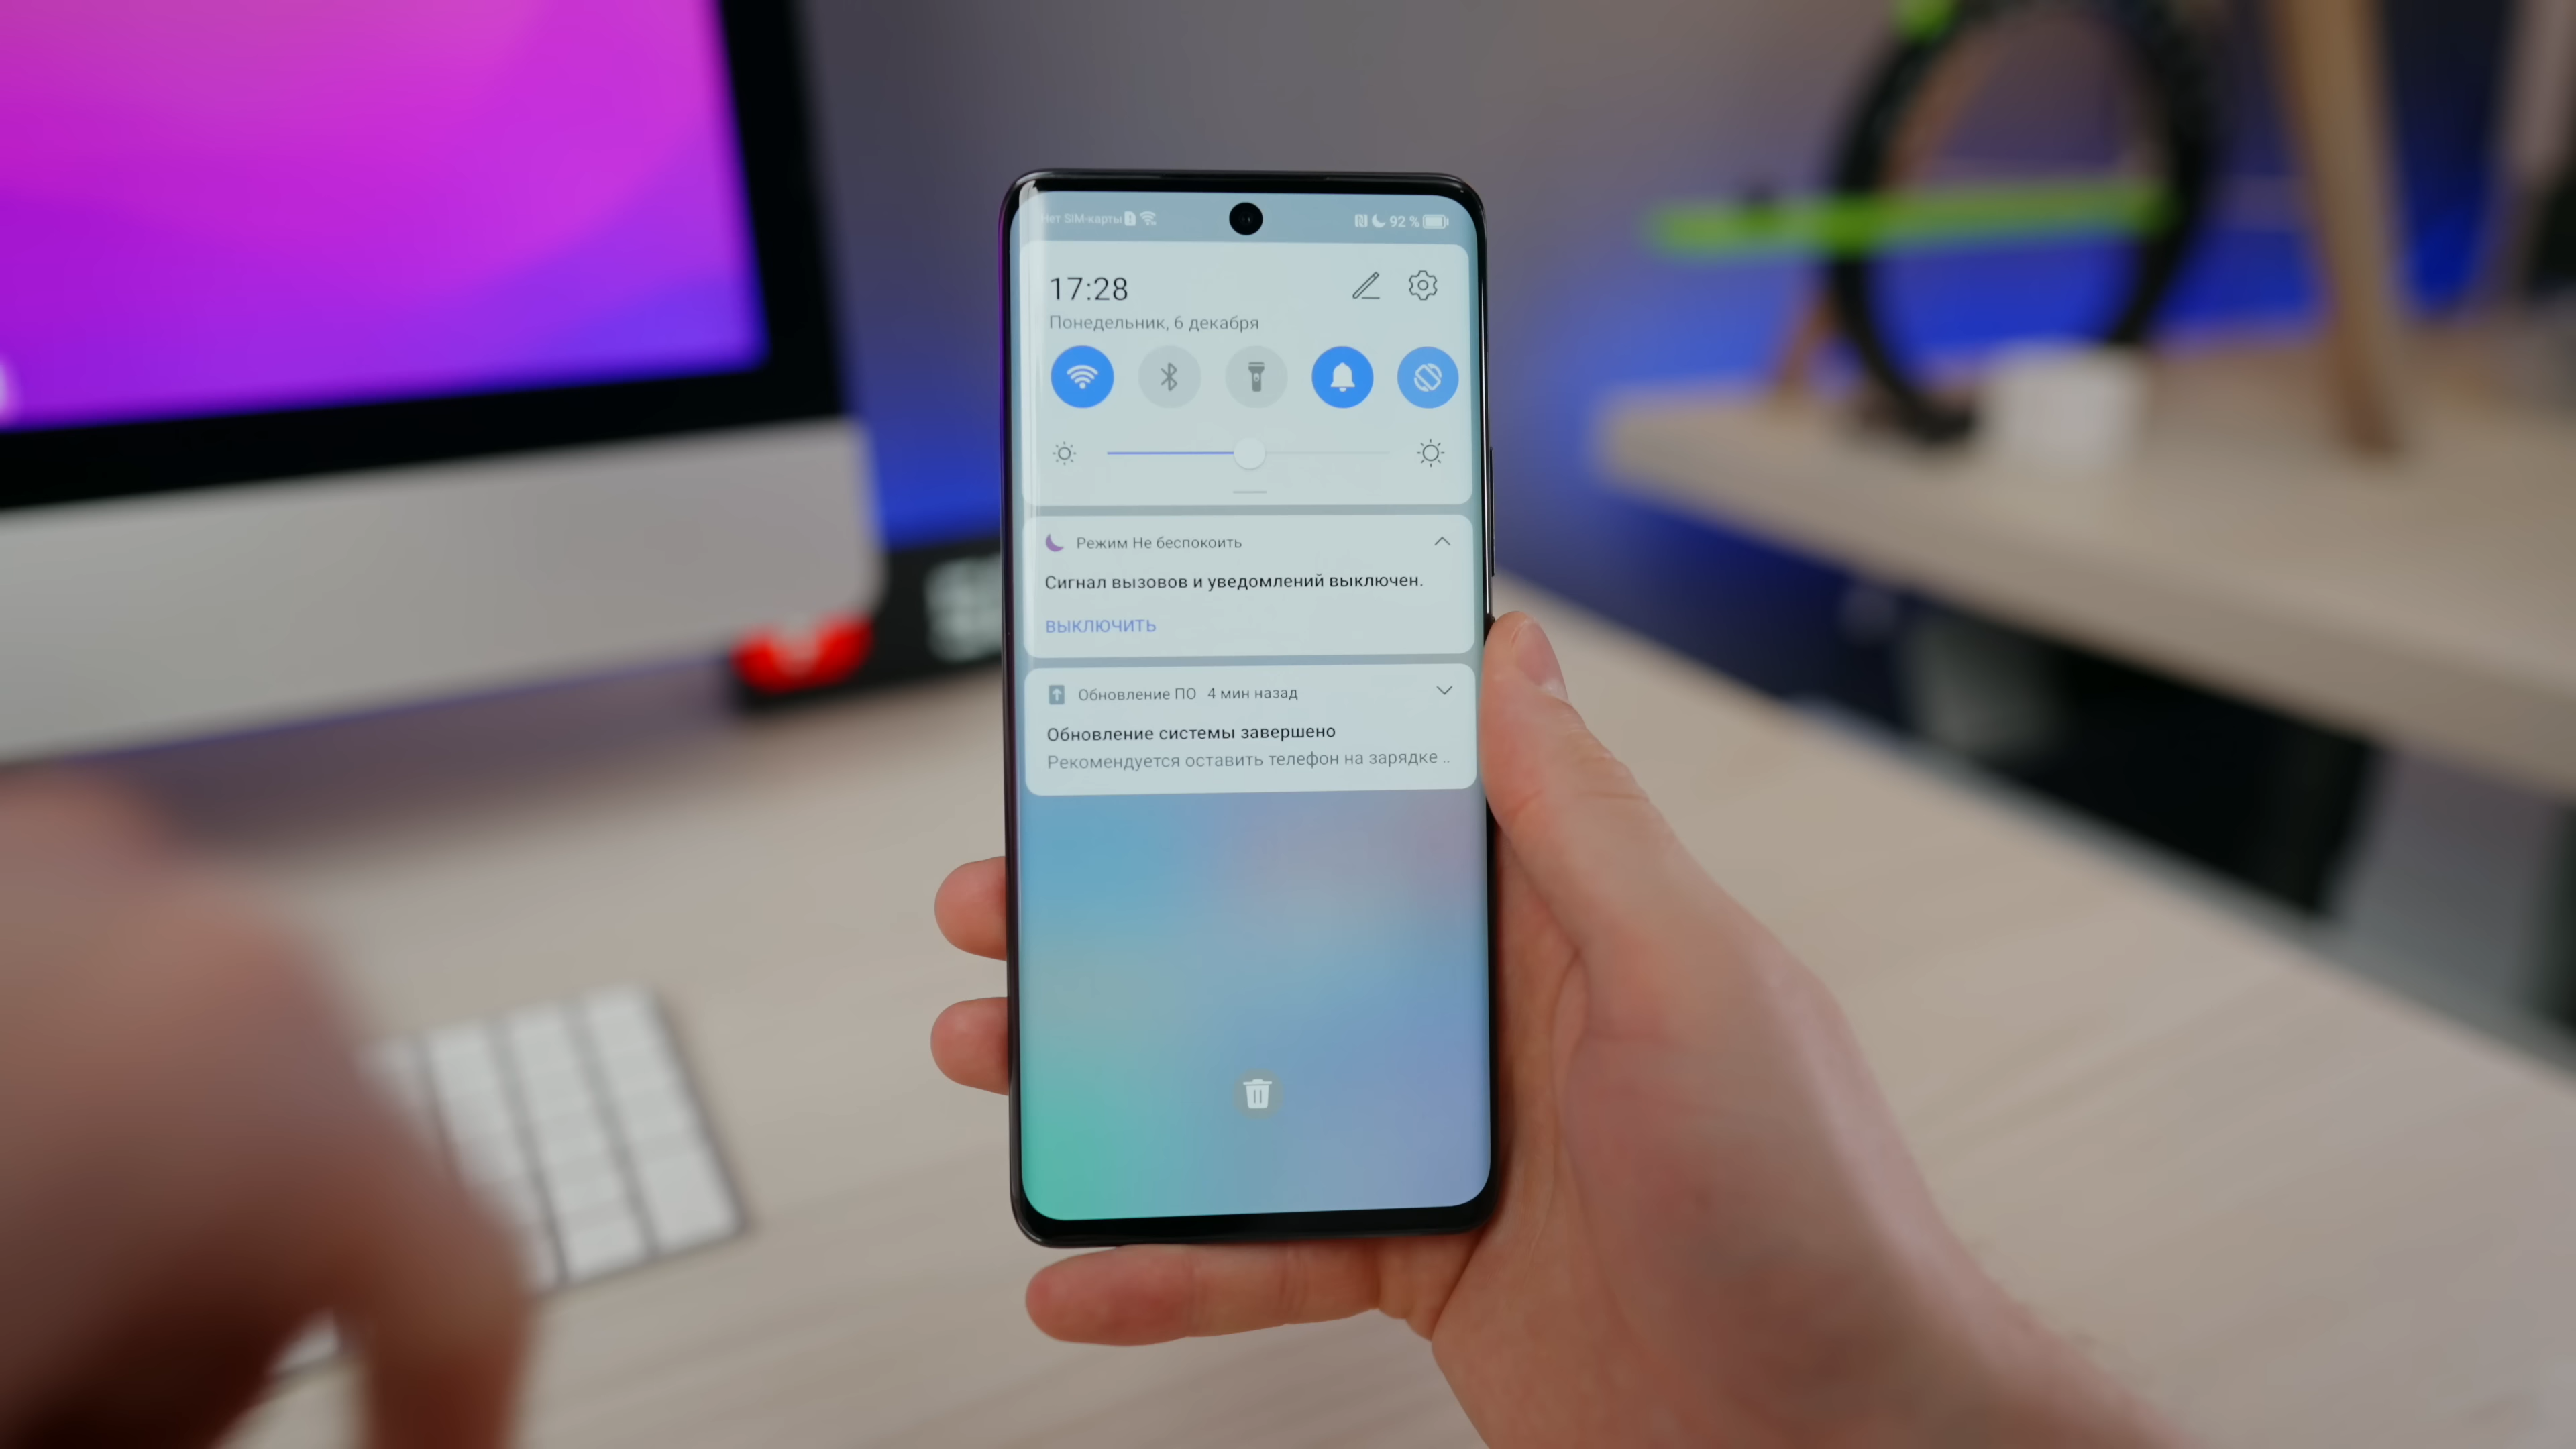 Нет SIM-карты
92 %
17:28
Понедельник, 6 декабря
Режим Не беспокоить
Сигнал вызовов и уведомлений выключен.
ВЫКЛЮЧИТЬ
Обновление ПО 4 мин назад
Обновление системы завершено
Рекомендуется оставить телефон на зарядке ..